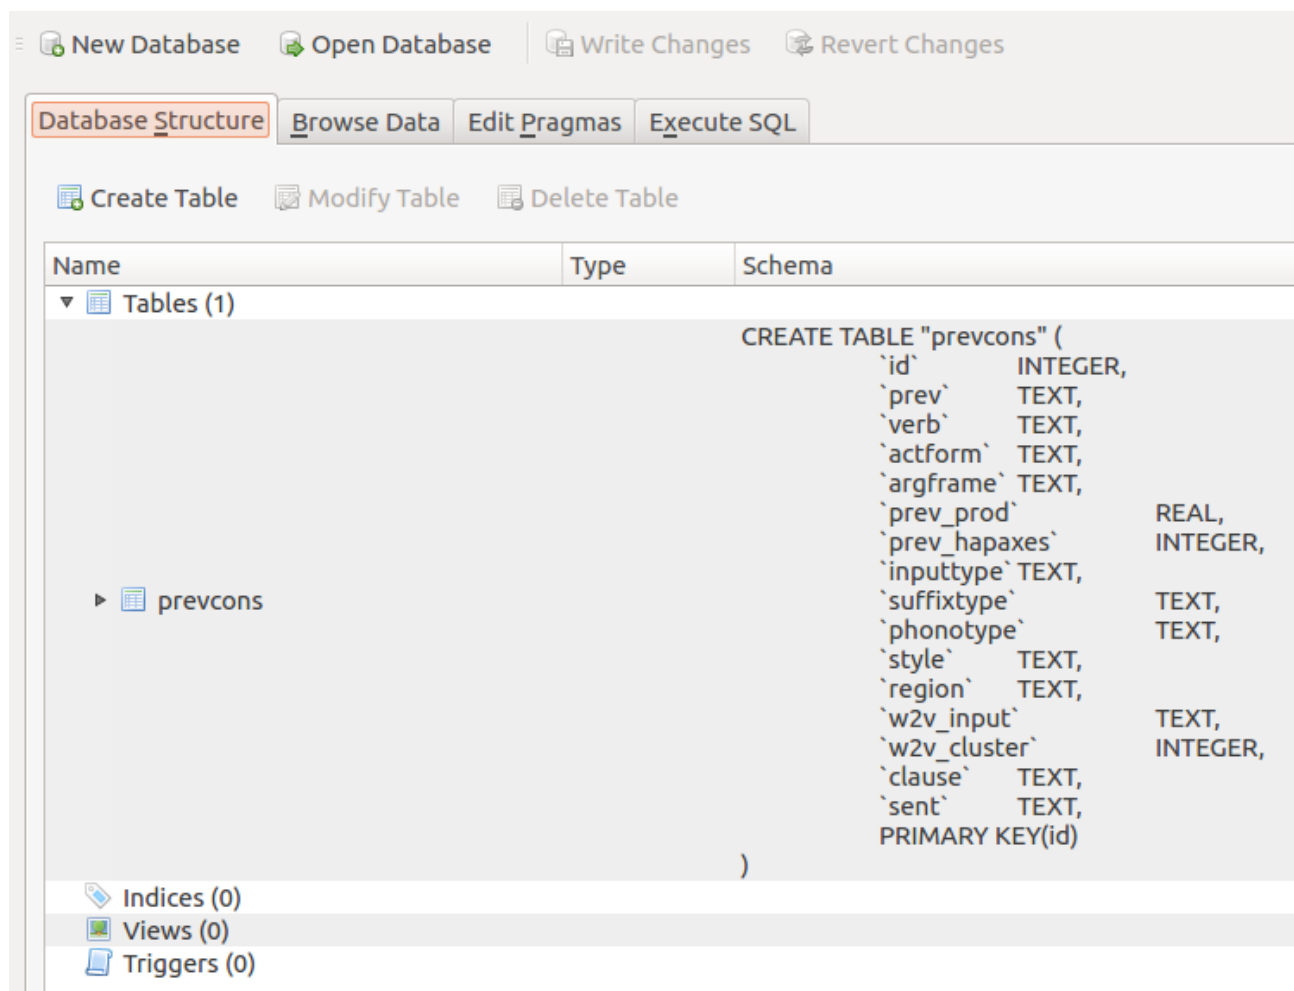 New Database Open Database Write Changes Revert Changes
Database Structure Browse Data Edit Pragmas Execute SQL
Create Table Modify Table Delete Table
Name Type Schema
Tables (1)
CREATE TABLE "prevcons" (
`id` INTEGER,
`prev` TEXT,
`verb` TEXT,
`actform` TEXT,
`argframe` TEXT,
`prev_prod` REAL,
`prev_hapaxes` INTEGER,
`inputtype` TEXT,
prevcons `suffixtype` TEXT,
`phonotype` TEXT,
`style` TEXT,
`region` TEXT,
`w2v_input` TEXT,
`w2v_cluster` INTEGER,
`clause` TEXT,
`sent` TEXT,
PRIMARY KEY(id)
)
Indices (0)
Views (0)
Triggers (0)